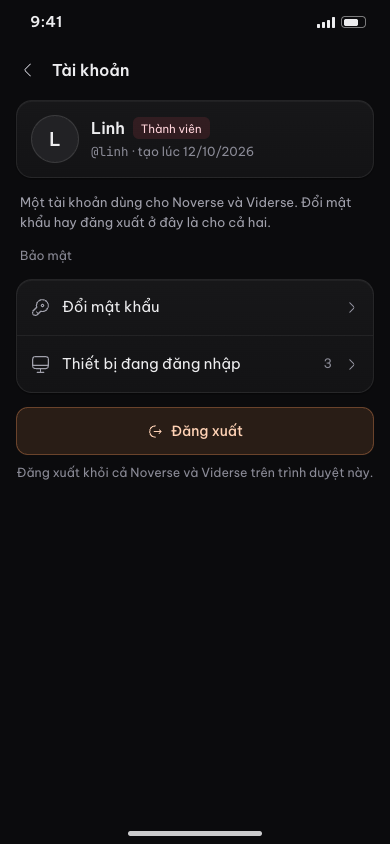 9:41
Tài khoản
L
Linh Thành viên
@linh · tạo lúc 12/10/2026
Một tài khoản dùng cho Noverse và Viderse. Đổi mật
khẩu hay đăng xuất ở đây là cho cả hai.
Bảo mật
Đổi mật khẩu
Thiết bị đang đăng nhập 3
Đăng xuất
Đăng xuất khỏi cả Noverse và Viderse trên trình duyệt này.